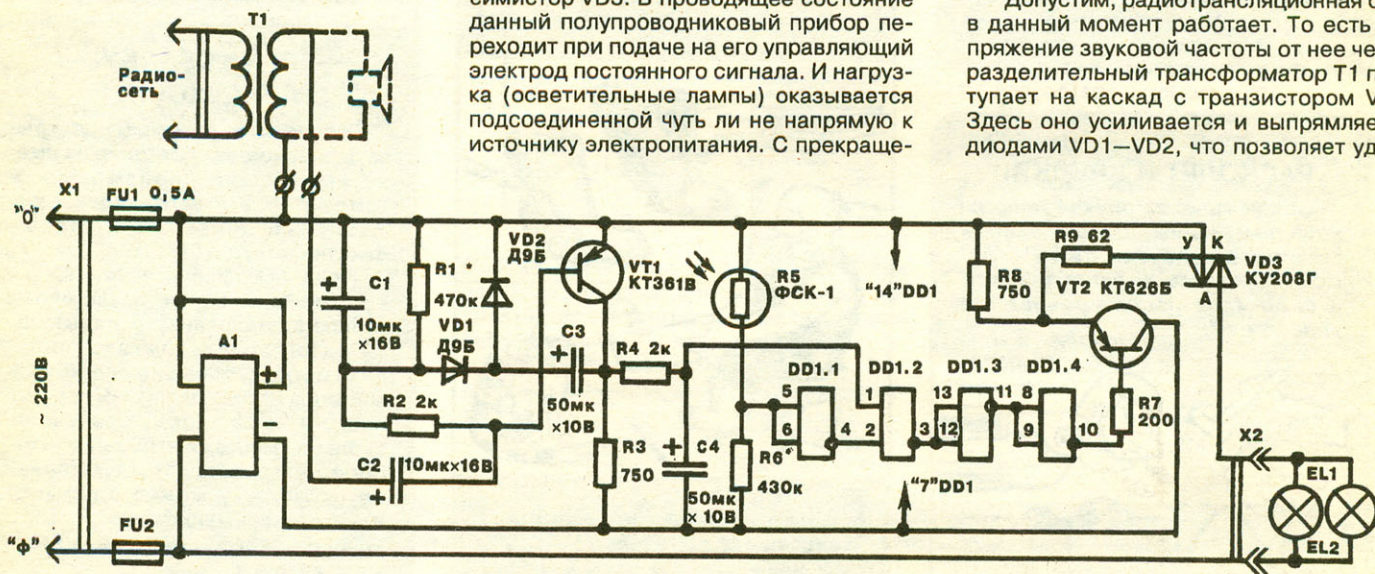 симистор VD3. В проводящее состояние
данный полупроводниковый прибор пе-
реходит при подаче на его управляющий
электрод постоянного сигнала. И нагруз-
ка (осветительные лампы) оказывается
подсоединенной чуть ли не напрямую к
источнику электропитания. С прекраще-
Допустим, радиотрансляционная
в данный момент работает. То есть
пряжение звуковой частоты от нее че
разделительный трансформатор Т1 п
тупает на каскад с транзистором V
Здесь оно усиливается и выпрямляе
диодами VD1—VD2, что позволяет уд
T1
Радио-
сеть
X1
FU1 0,5А
"0"
~ 220В
"Ф"
FU2
A1
+
−
+
C1
10мк
×16В
R1*
470к
VD1
Д9Б
VD2
Д9Б
R2 2к
C2
10мк×16В
+
C3
+
50мк
×10В
VT1
КТ361В
R4 2к
R3
750
C4
+
50мк
× 10В
R5
ФСК-1
R6*
430к
"14"DD1
"7"DD1
DD1.1
5
6
4
DD1.2
1
2
3
DD1.3
13
12
11
DD1.4
8
9
10
R8
750
R9 62
VT2 КТ626Б
R7
200
У
К
А
VD3
КУ208Г
X2
EL1
EL2